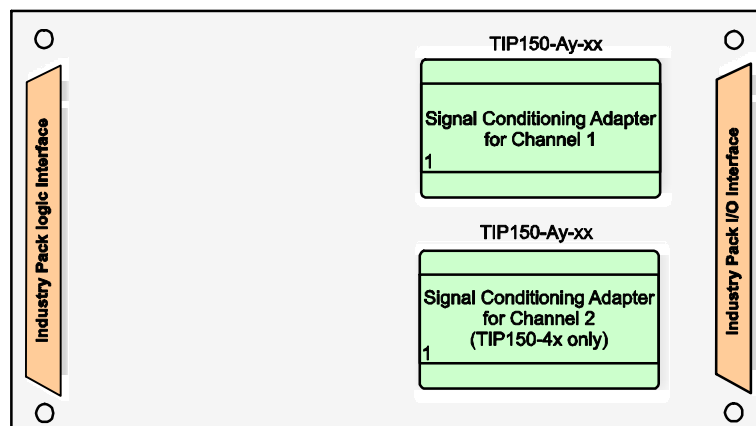 TIP150-Ay-xx
Signal Conditioning Adapter
for Channel 1
1
Industry Pack logic Interface
Industry Pack I/O Interface
TIP150-Ay-xx
Signal Conditioning Adapter
for Channel 2
(TIP150-4x only)
1